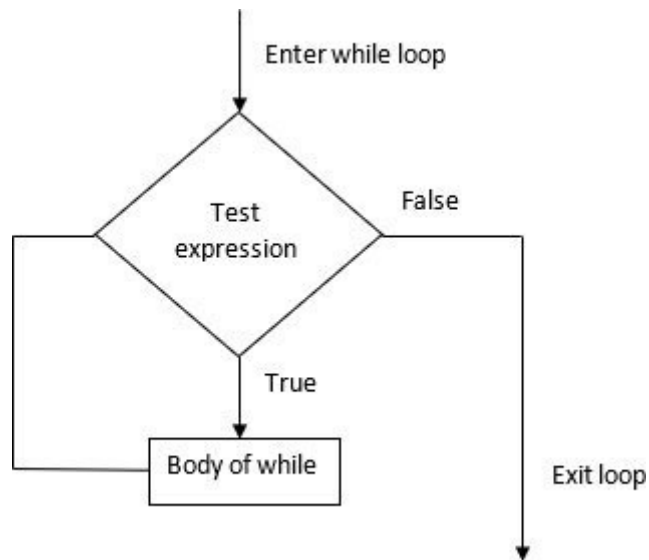 Enter while loop
Test
expression
False
True
Body of while
Exit loop